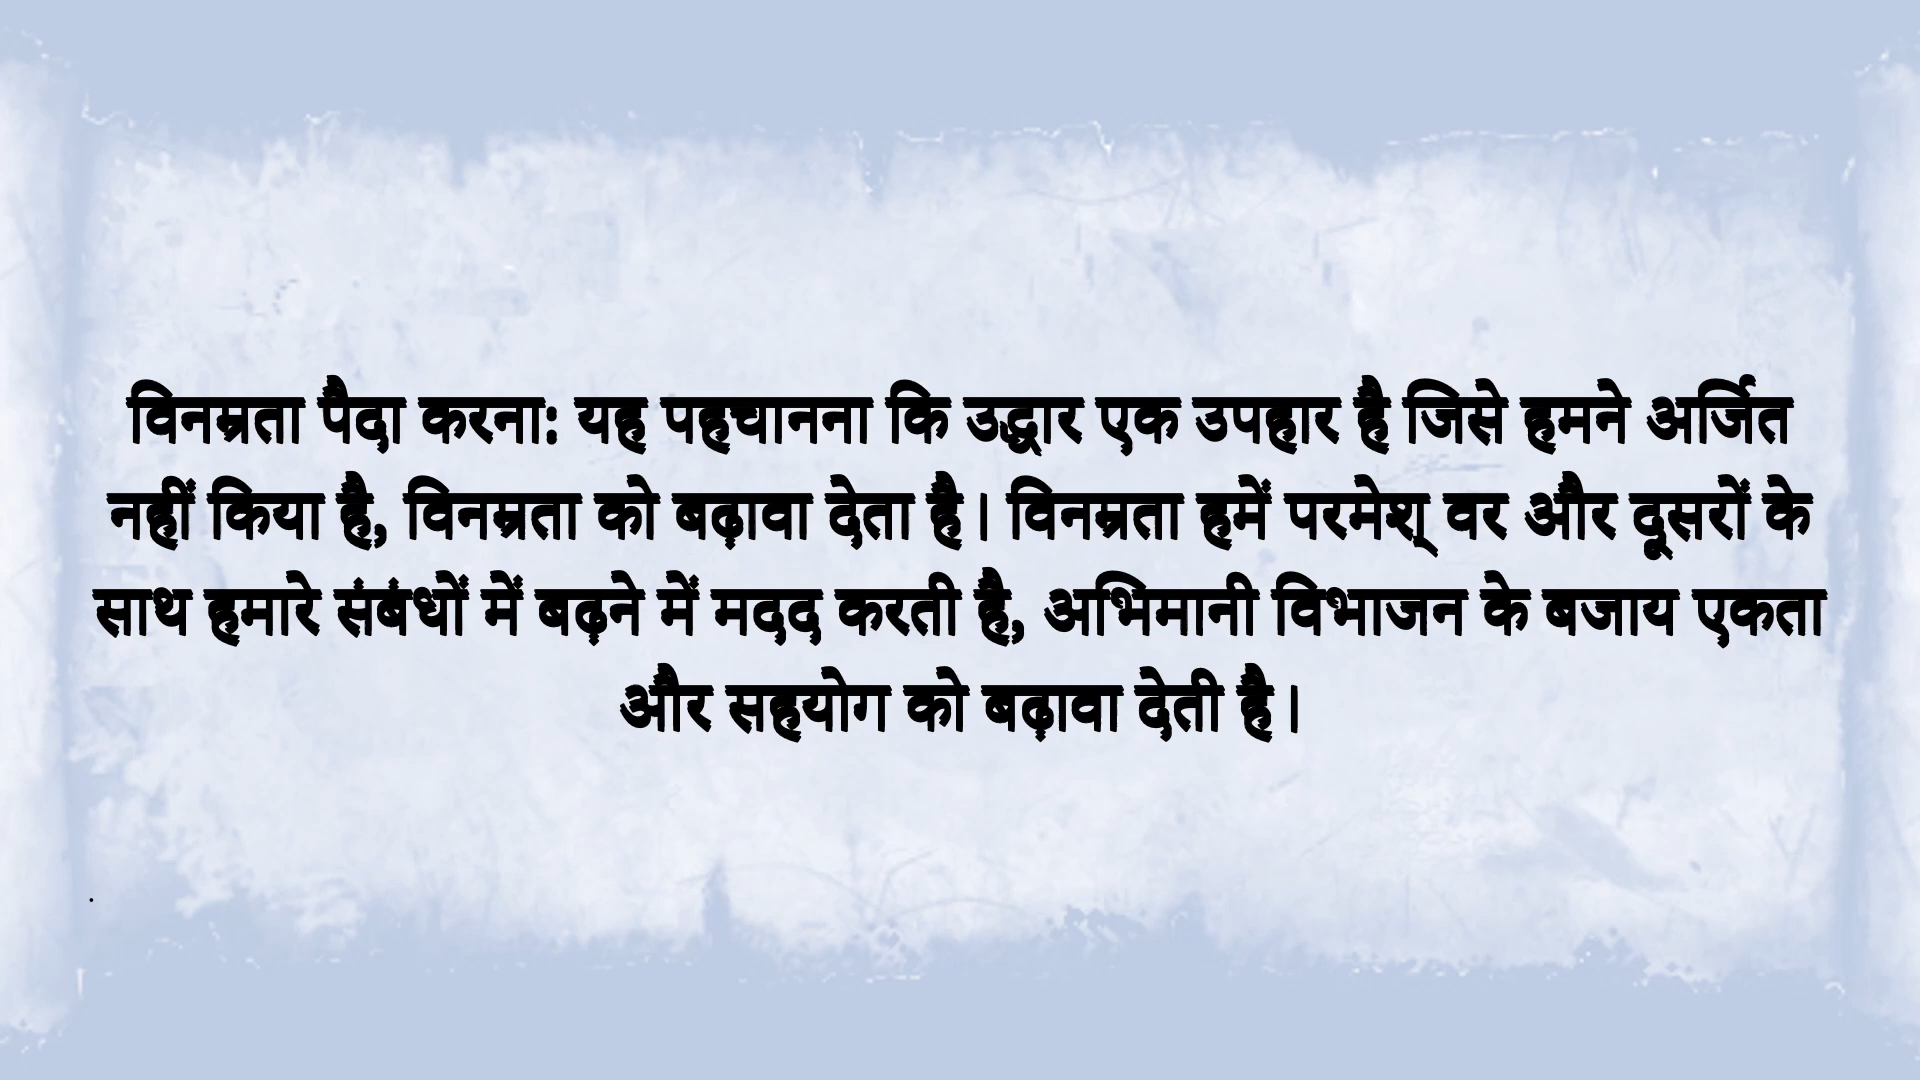 विनम्रता पैदा करना: यह पहचानना कि उद्धार एक उपहार है जिसे हमने अर्जित
नहीं किया है, विनम्रता को बढ़ावा देता है। विनम्रता हमें परमेश् वर और दूसरों के
साथ हमारे संबंधों में बढ़ने में मदद करती है, अभिमानी विभाजन के बजाय एकता
और सहयोग को बढ़ावा देती है।
.